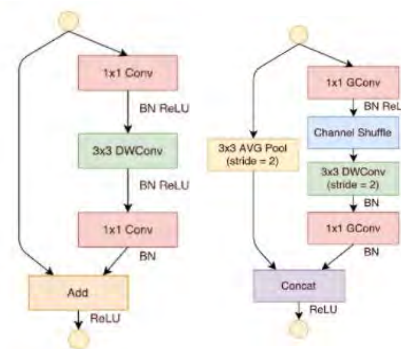 1x1 Conv
BN ReLU
3x3 DWConv
BN ReLU
1x1 Conv
BN
Add
ReLU
1x1 GConv
BN ReL
Channel Shuffle
3x3 AVG Pool
(stride = 2)
3x3 DWConv
(stride = 2)
BN
1x1 GConv
BN
Concat
ReLU